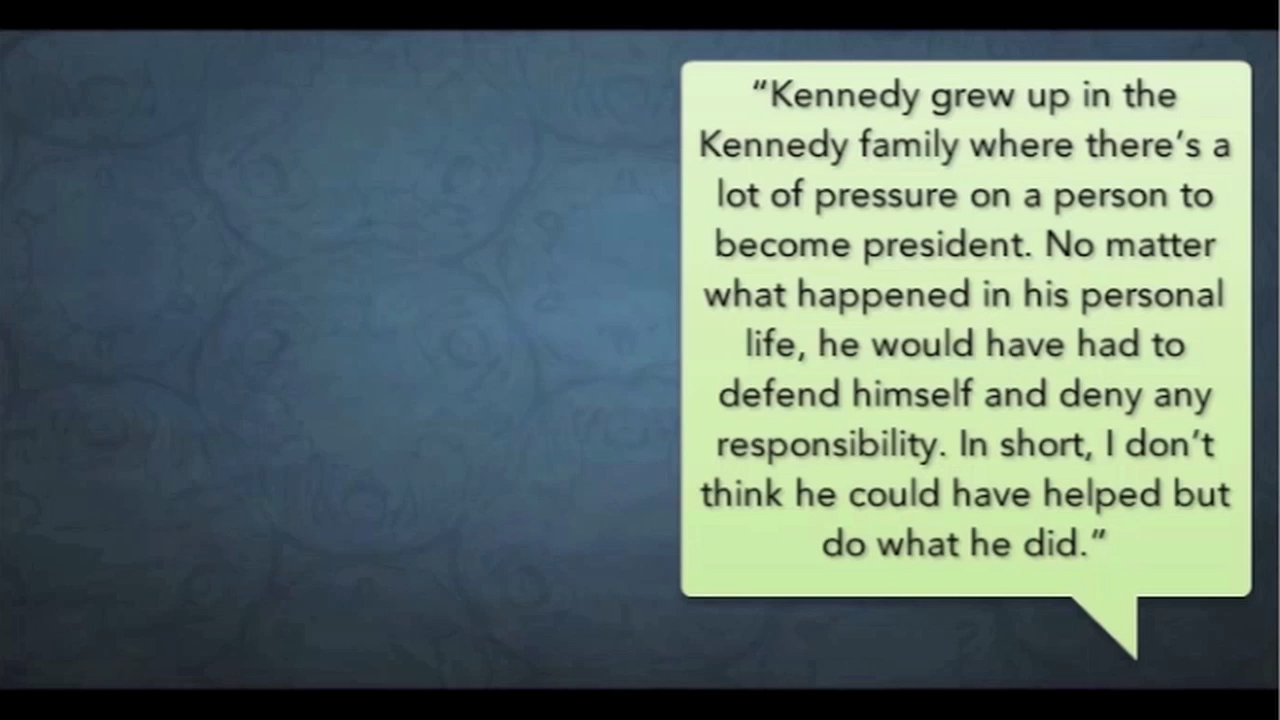 “Kennedy grew up in the
Kennedy family where there’s a
lot of pressure on a person to
become president. No matter
what happened in his personal
life, he would have had to
defend himself and deny any
responsibility. In short, I don’t
think he could have helped but
do what he did.”